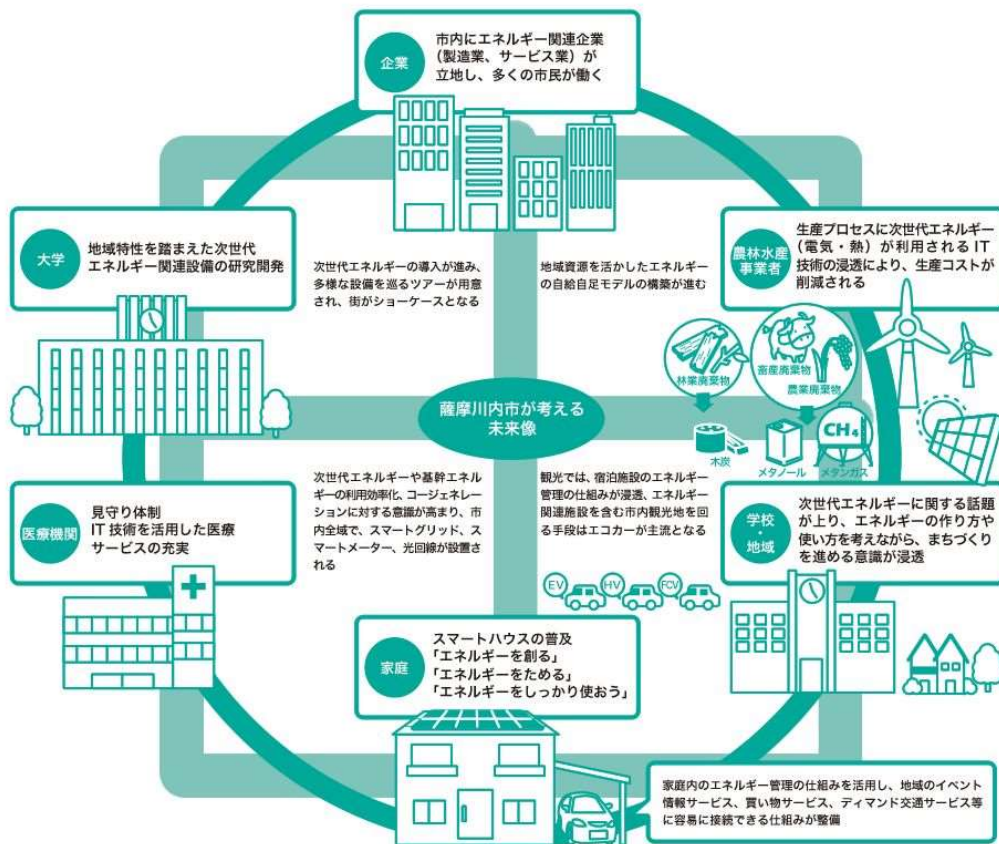 企業
市内にエネルギー関連企業
（製造業、サービス業）が
立地し、多くの市民が働く
大学
地域特性を踏まえた次世代
エネルギー関連設備の研究開発
農林水産
事業者
生産プロセスに次世代エネルギー
（電気・熱）が利用されるIT
技術の浸透により、生産コストが
削減される
次世代エネルギーの導入が進み、
多様な設備を巡るツアーが用意
され、街がショーケースとなる
地域資源を活かしたエネルギー
の自給自足モデルの構築が進む
林業廃棄物
畜産廃棄物
農業廃棄物
木炭
メタノール
CH4
メタンガス
薩摩川内市が考える
未来像
次世代エネルギーや基幹エネル
ギーの利用効率化、コージェネレー
ションに対する意識が高まり、市
内全域で、スマートグリッド、ス
マートメーター、光回線が設置さ
れる
観光では、宿泊施設のエネルギー
管理の仕組みが浸透、エネルギー
関連施設を含む市内観光地を回
る手段はエコカーが主流となる
EV
HV
FCV
医療機関
見守り体制
IT技術を活用した医療
サービスの充実
学校
・
地域
次世代エネルギーに関する話題
が上り、エネルギーの作り方や
使い方を考えながら、まちづくり
を進める意識が浸透
家庭
スマートハウスの普及
「エネルギーを創る」
「エネルギーをためる」
「エネルギーをしっかり使おう」
家庭内のエネルギー管理の仕組みを活用し、地域のイベント
情報サービス、買い物サービス、ディマンド交通サービス等
に容易に接続できる仕組みが整備